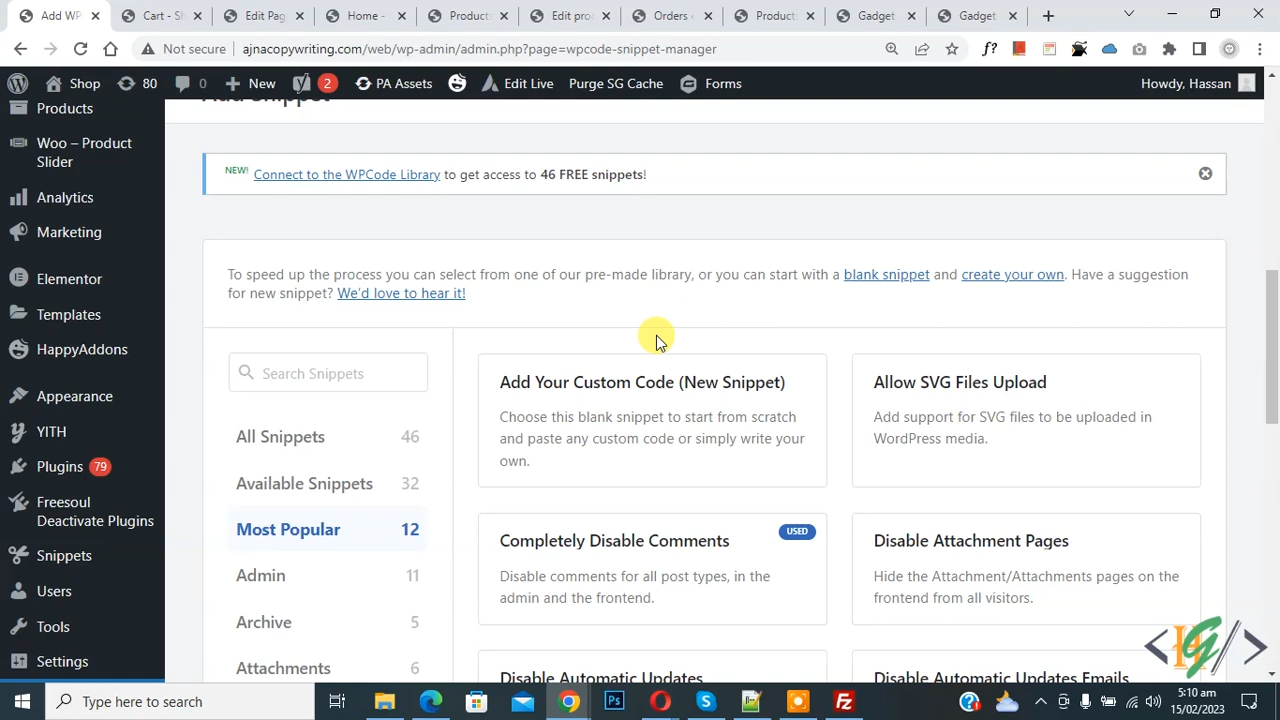 Add WP
Cart - Sh
Edit Pag
Home -
Products
Edit pro
Orders
Products
Gadget
Gadget
Not secure
ajnacopywriting.com/web/wp-admin/admin.php?page=wpcode-snippet-manager
f?
Shop
80
0
New
2
PA Assets
Edit Live
Purge SG Cache
Forms
Howdy, Hassan
Products
Woo – Product
Slider
Analytics
Marketing
Elementor
Templates
HappyAddons
Appearance
YITH
Plugins 79
Freesoul
Deactivate Plugins
Snippets
Users
Tools
Settings
Add Snippet
NEW! Connect to the WPCode Library to get access to 46 FREE snippets!
To speed up the process you can select from one of our pre-made library, or you can start with a blank snippet and create your own. Have a suggestion
for new snippet? We'd love to hear it!
Search Snippets
All Snippets 46
Available Snippets 32
Most Popular 12
Admin 11
Archive 5
Attachments 6
Add Your Custom Code (New Snippet)
Choose this blank snippet to start from scratch
and paste any custom code or simply write your
own.
Allow SVG Files Upload
Add support for SVG files to be uploaded in
WordPress media.
Completely Disable Comments
USED
Disable comments for all post types, in the
admin and the frontend.
Disable Attachment Pages
Hide the Attachment/Attachments pages on the
frontend from all visitors.
Disable Automatic Updates
Disable Automatic Updates Emails
Type here to search
5:10 am
15/02/2023